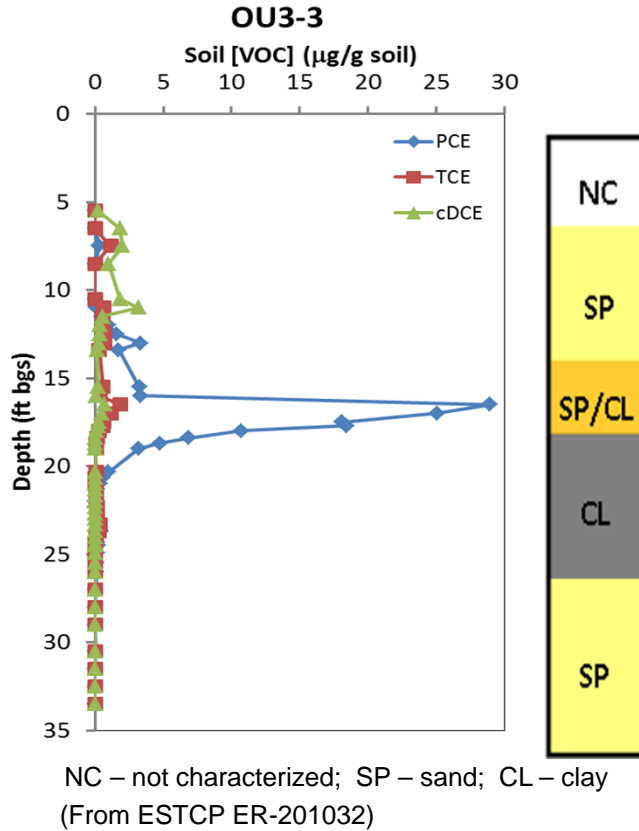 OU3-3
Soil [VOC] (µg/g soil)
0 5 10 15 20 25 30
0
5
10
15
20
25
30
35
Depth (ft bgs)
PCE
TCE
cDCE
NC
SP
SP/CL
CL
SP
NC – not characterized; SP – sand; CL – clay
(From ESTCP ER-201032)